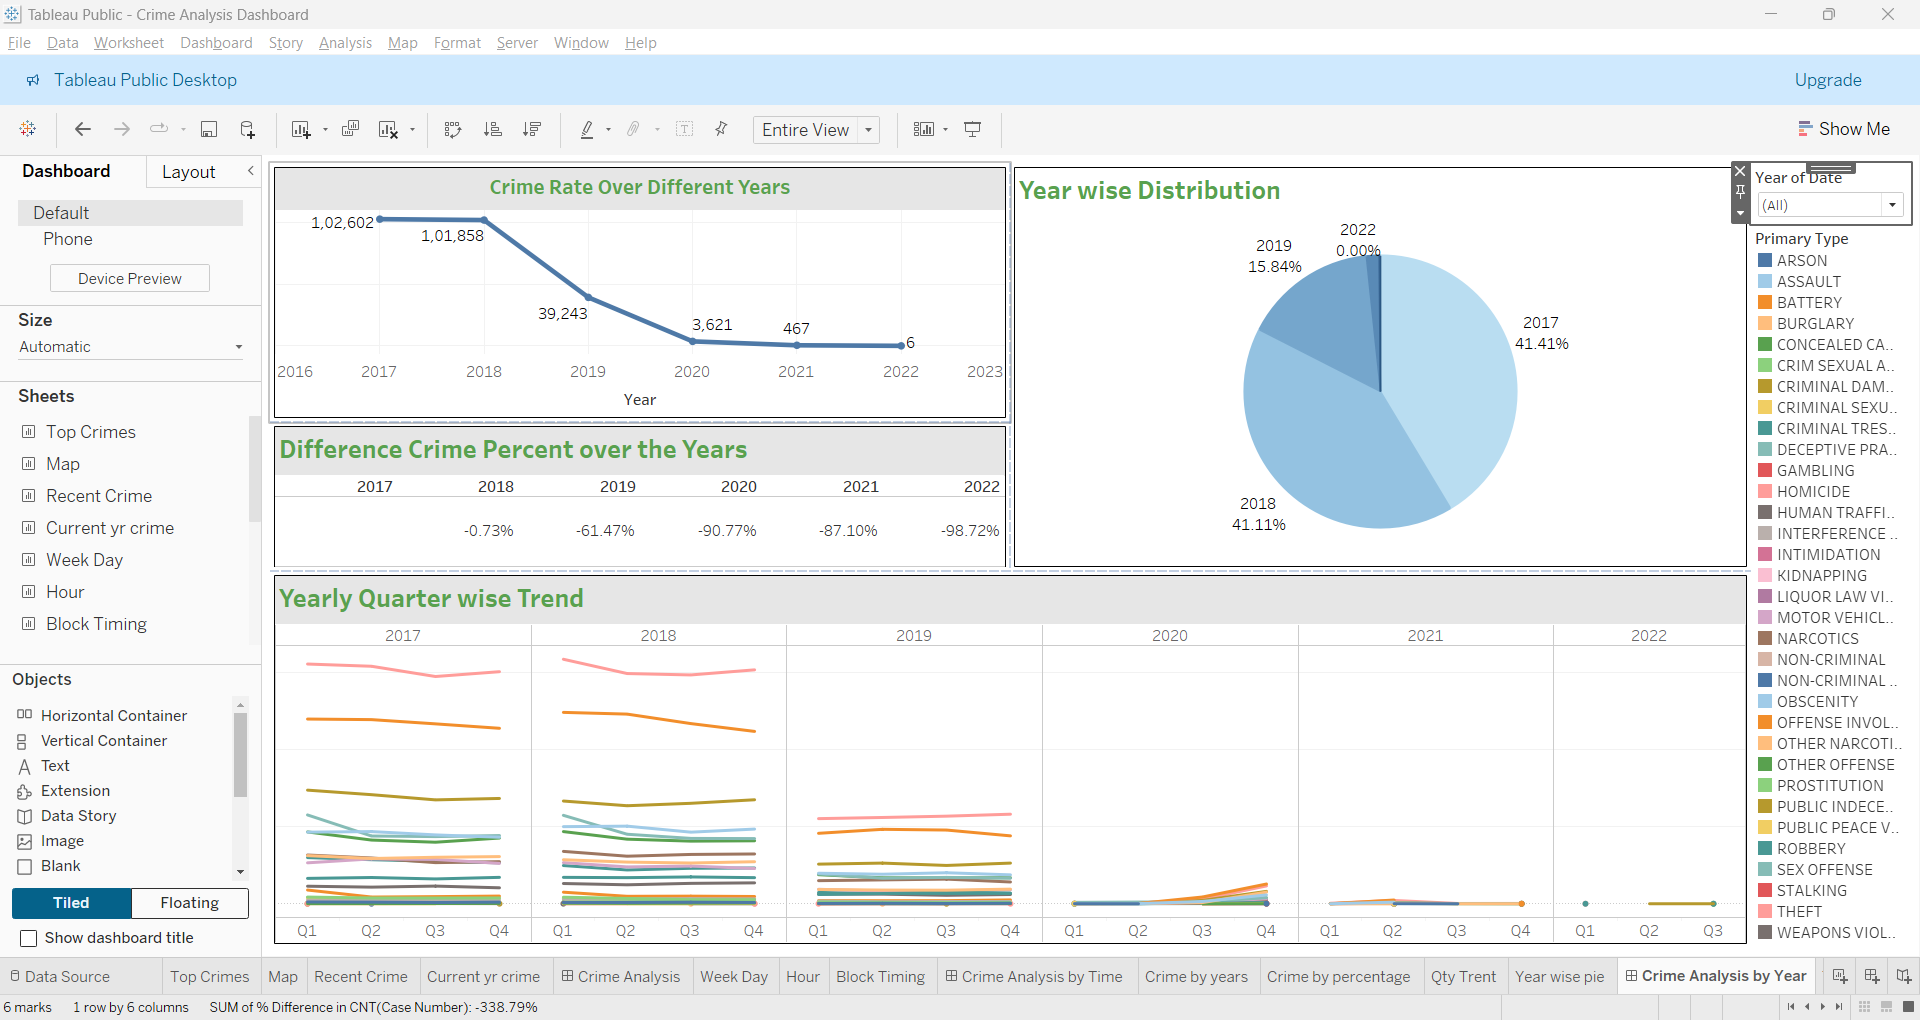 Tableau Public - Crime Analysis Dashboard
File Data Worksheet Dashboard Story Analysis Map Format Server Window Help
Tableau Public Desktop
Upgrade
Entire View
Show Me
Dashboard
Layout
Default
Phone
Device Preview
Size
Automatic
Sheets
Top Crimes
Map
Recent Crime
Current yr crime
Week Day
Hour
Block Timing
Objects
Horizontal Container
Vertical Container
Text
Extension
Data Story
Image
Blank
Tiled
Floating
Show dashboard title
Crime Rate Over Different Years
1,02,602
1,01,858
39,243
3,621
467
6
2016 2017 2018 2019 2020 2021 2022 2023
Year
Difference Crime Percent over the Years
2017 2018 2019 2020 2021 2022
-0.73% -61.47% -90.77% -87.10% -98.72%
Year wise Distribution
2022
0.00%
2019
15.84%
2017
41.41%
2018
41.11%
Yearly Quarter wise Trend
2017 2018 2019 2020 2021 2022
Q1 Q2 Q3 Q4 Q1 Q2 Q3 Q4 Q1 Q2 Q3 Q4 Q1 Q2 Q3 Q4 Q1 Q2 Q3 Q4 Q1 Q2 Q3
Year of Date
(All)
Primary Type
ARSON
ASSAULT
BATTERY
BURGLARY
CONCEALED CA..
CRIM SEXUAL A..
CRIMINAL DAM..
CRIMINAL SEXU..
CRIMINAL TRES..
DECEPTIVE PRA..
GAMBLING
HOMICIDE
HUMAN TRAFFI..
INTERFERENCE ..
INTIMIDATION
KIDNAPPING
LIQUOR LAW VI..
MOTOR VEHICL..
NARCOTICS
NON-CRIMINAL
NON-CRIMINAL ..
OBSCENITY
OFFENSE INVOL..
OTHER NARCOTI..
OTHER OFFENSE
PROSTITUTION
PUBLIC INDECE..
PUBLIC PEACE V..
ROBBERY
SEX OFFENSE
STALKING
THEFT
WEAPONS VIOL..
Data Source Top Crimes Map Recent Crime Current yr crime Crime Analysis Week Day Hour Block Timing Crime Analysis by Time Crime by years Crime by percentage Qty Trent Year wise pie Crime Analysis by Year
6 marks 1 row by 6 columns SUM of % Difference in CNT(Case Number): -338.79%